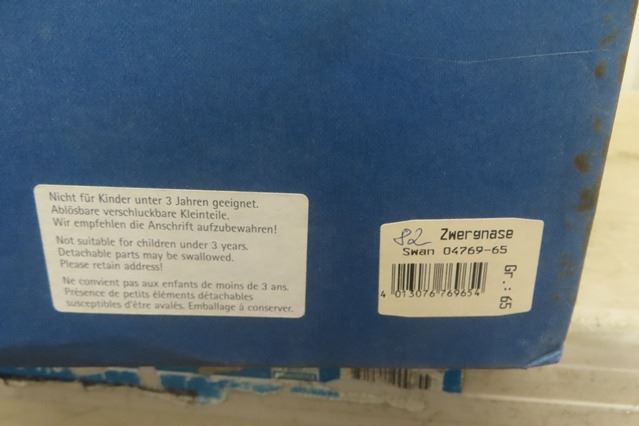 Nicht für Kinder unter 3 Jahren geeignet.
Ablösbare verschluckbare Kleinteile.
Wir empfehlen die Anschrift aufzubewahren!
Not suitable for children under 3 years.
Detachable parts may be swallowed.
Please retain address!
Ne convient pas aux enfants de moins de 3 ans.
Présence de petits éléments détachables
susceptibles d'être avalés. Emballage à conserver.
82 Zwergnase
Swan 04769-65
4 013076 769654
Gr.: 65